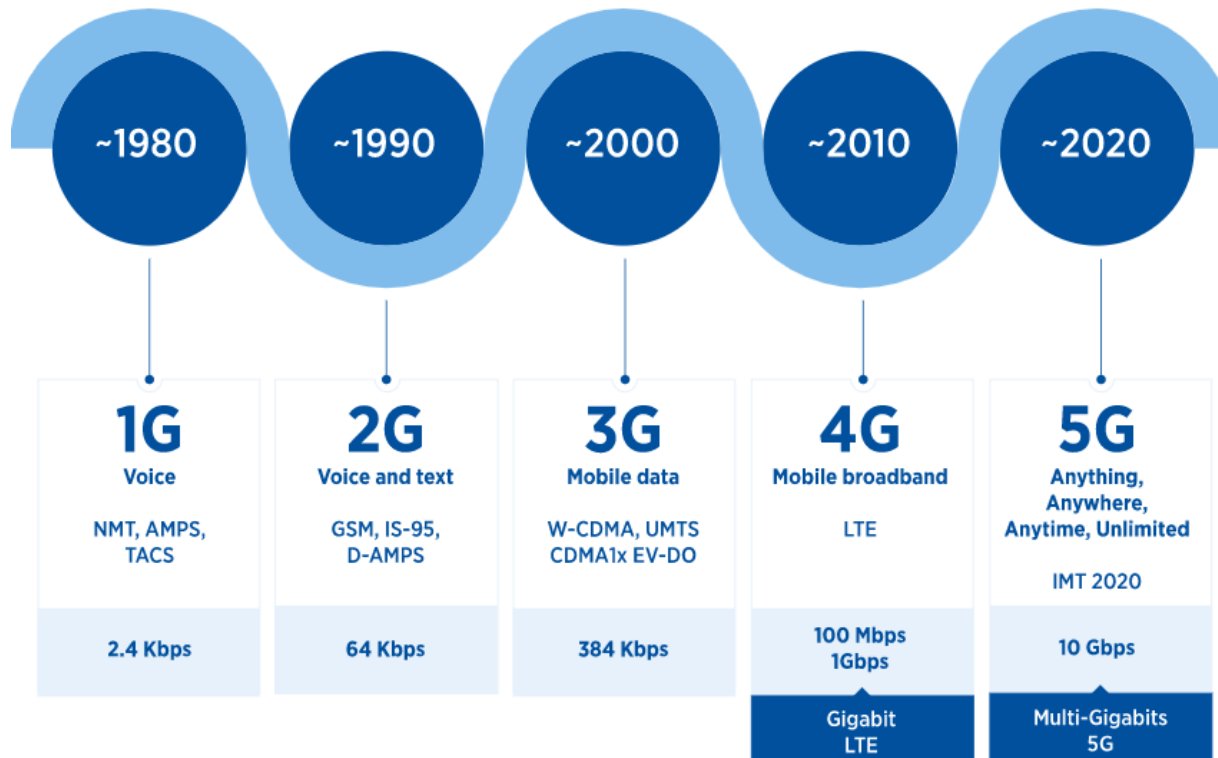 ~1980
~1990
~2000
~2010
~2020
1G
Voice
NMT, AMPS,
TACS
2.4 Kbps
2G
Voice and text
GSM, IS-95,
D-AMPS
64 Kbps
3G
Mobile data
W-CDMA, UMTS
CDMA1x EV-DO
384 Kbps
4G
Mobile broadband
LTE
100 Mbps
1Gbps
Gigabit
LTE
5G
Anything,
Anywhere,
Anytime, Unlimited
IMT 2020
10 Gbps
Multi-Gigabits
5G